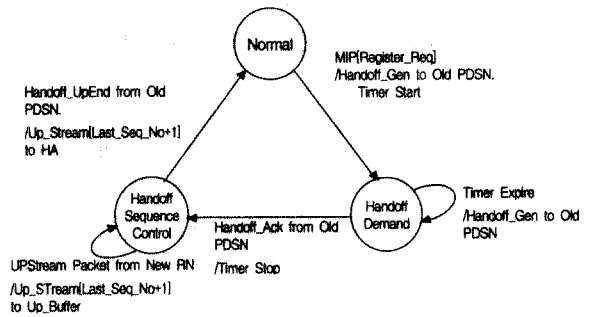 Normal
MIP[Register_Req]
/Handoff_Gen to Old PDSN.
Timer Start
Handoff_UpEnd from Old
PDSN.
/Up_Stream[Last_Seq_No+1]
to HA
Handoff
Sequence
Control
Handoff
Demand
Timer Expire
/Handoff_Gen to Old
PDSN
Handoff_Ack from Old
PDSN
/Timer Stop
UPStream Packet from New RN
/Up_STream[Last_Seq_No+1]
to Up_Buffer